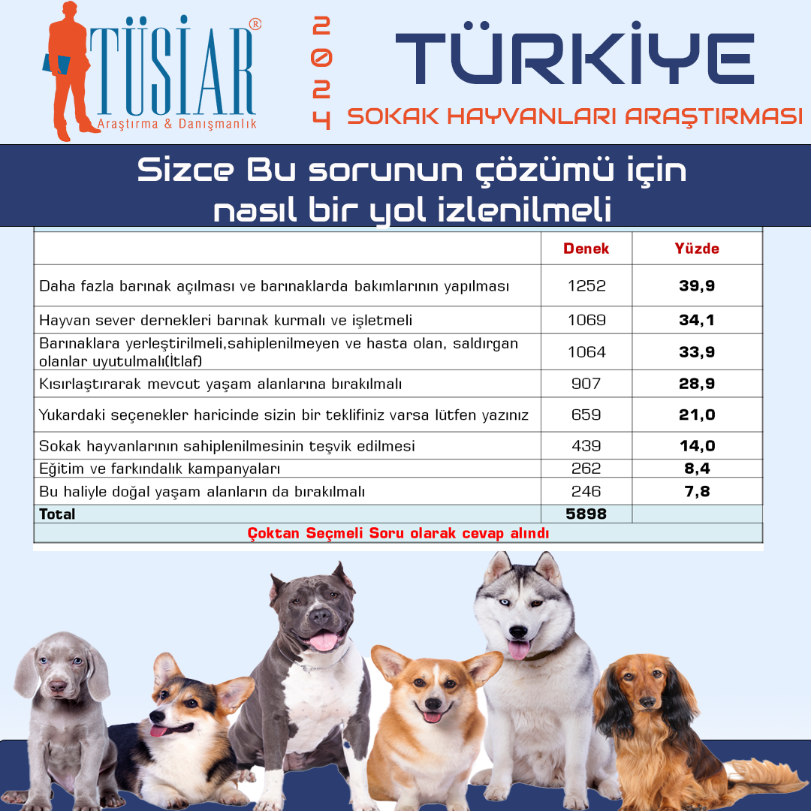 TÜSİAR®
Araştırma & Danışmanlık
2024
TÜRKİYE
SOKAK HAYVANLARI ARAŞTIRMASI
Sizce Bu sorunun çözümü için
nasıl bir yol izlenilmeli
Denek Yüzde
Daha fazla barınak açılması ve barınaklarda bakımlarının yapılması 1252 39,9
Hayvan sever dernekleri barınak kurmalı ve işletmeli 1069 34,1
Barınaklara yerleştirilmeli,sahiplenilmeyen ve hasta olan, saldırgan
olanlar uyutulmalı(İtlaf) 1064 33,9
Kısırlaştırarak mevcut yaşam alanlarına bırakılmalı 907 28,9
Yukardaki seçenekler haricinde sizin bir teklifiniz varsa lütfen yazınız 659 21,0
Sokak hayvanlarının sahiplenilmesinin teşvik edilmesi 439 14,0
Eğitim ve farkındalık kampanyaları 262 8,4
Bu haliyle doğal yaşam alanların da bırakılmalı 246 7,8
Total 5898
Çoktan Seçmeli Soru olarak cevap alındı